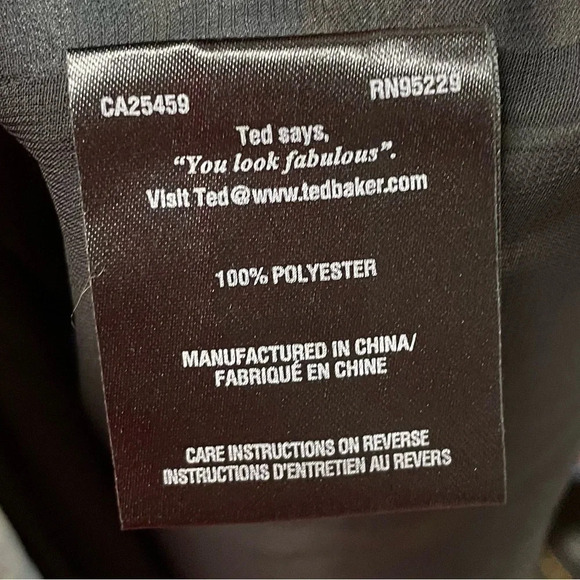 CA25459 RN95229
Ted says,
“You look fabulous”.
Visit Ted@www.tedbaker.com
100% POLYESTER
MANUFACTURED IN CHINA/
FABRIQUÉ EN CHINE
CARE INSTRUCTIONS ON REVERSE
INSTRUCTIONS D'ENTRETIEN AU REVERS